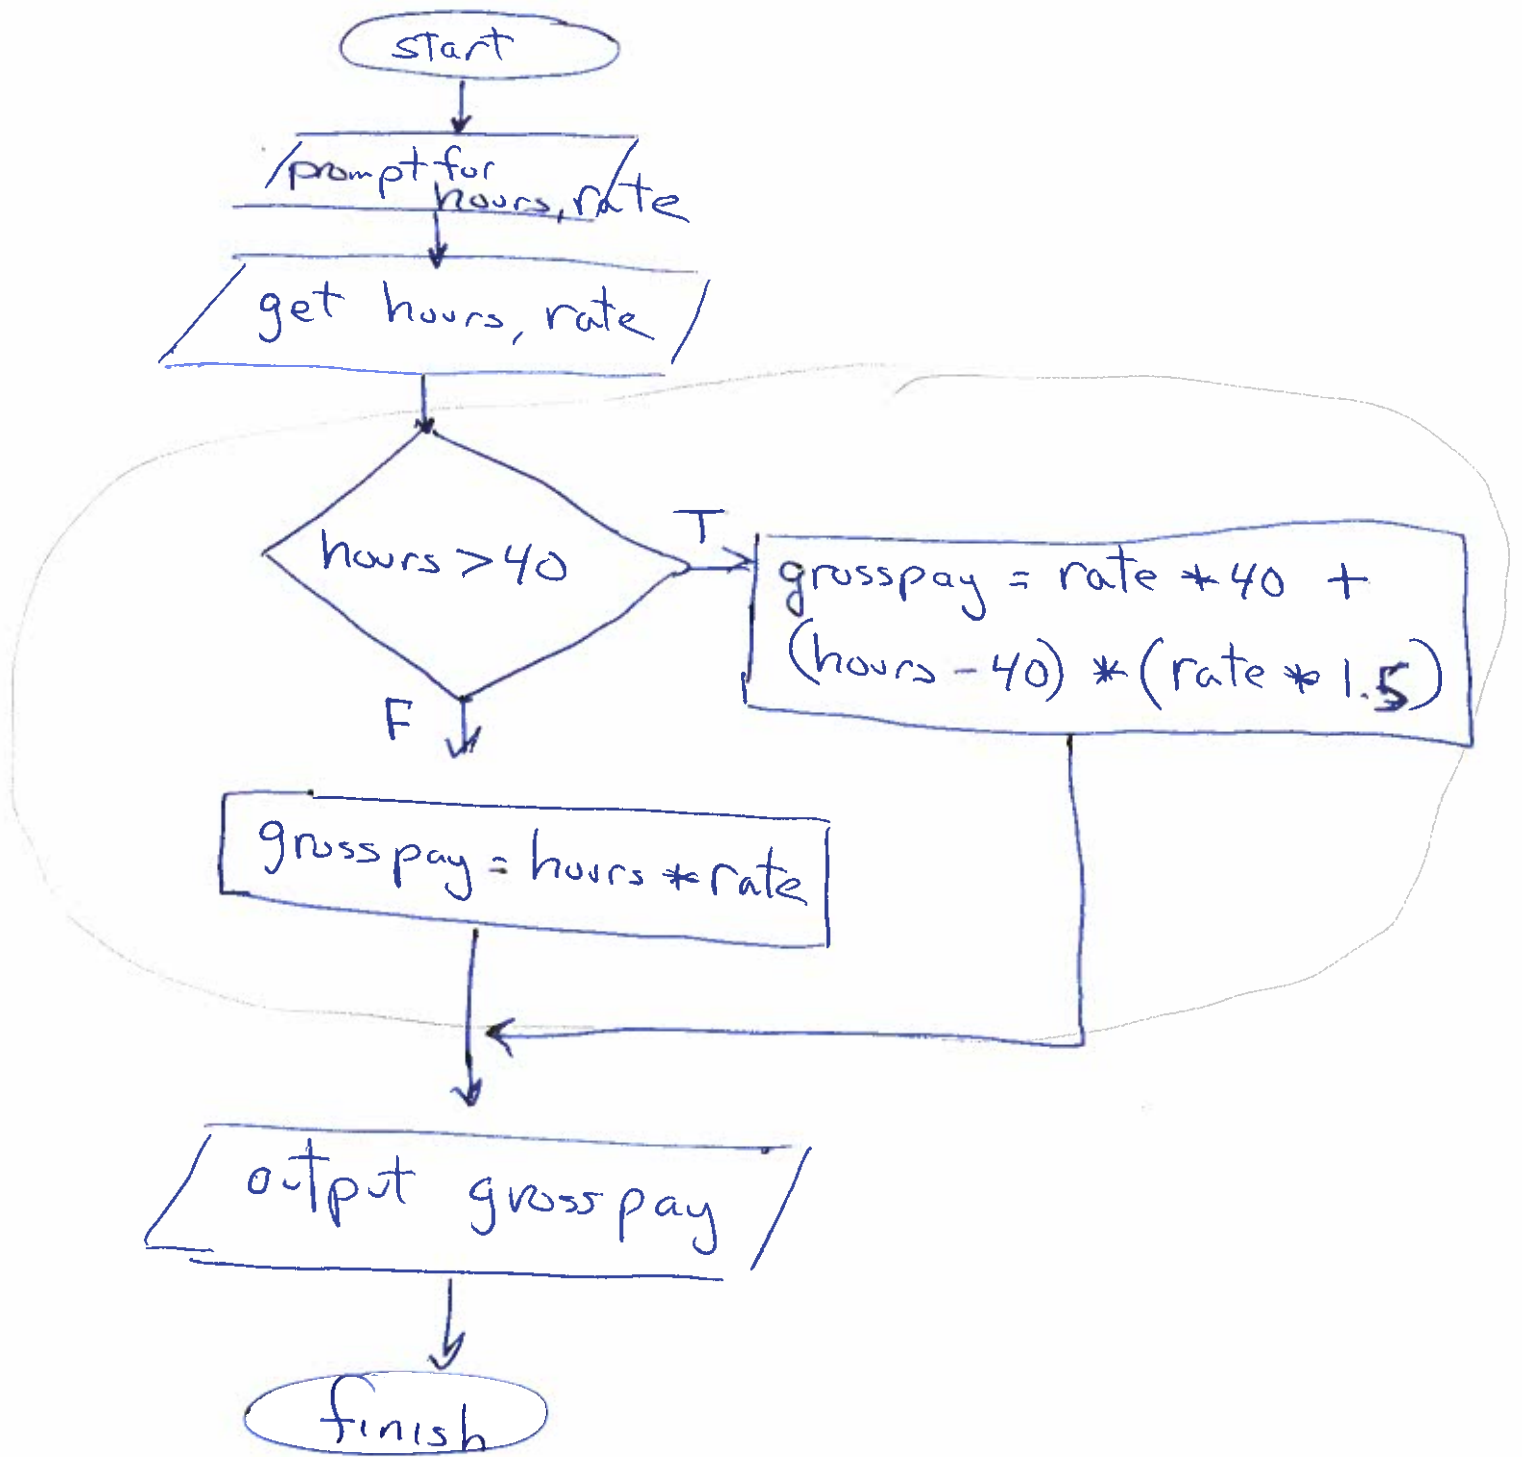 start
prompt for
hours, rate
get hours, rate
hours > 40
T
grosspay = rate * 40 +
(hours - 40) * (rate * 1.5)
F
grosspay = hours * rate
output grosspay
finish